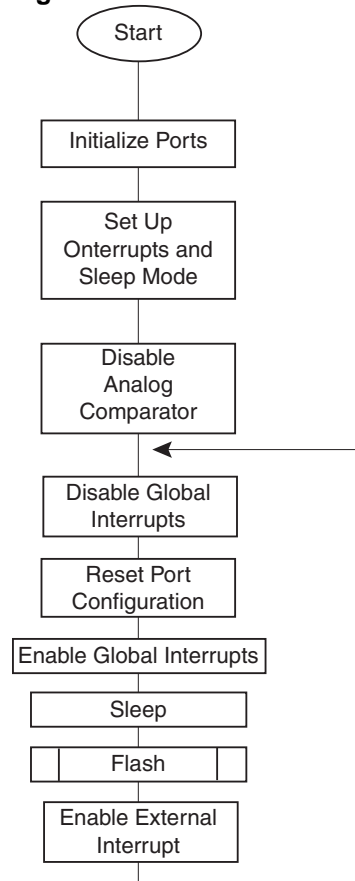 Start
Initialize Ports
Set Up
Onterrupts and
Sleep Mode
Disable
Analog
Comparator
Disable Global
Interrupts
Reset Port
Configuration
Enable Global Interrupts
Sleep
Flash
Enable External
Interrupt